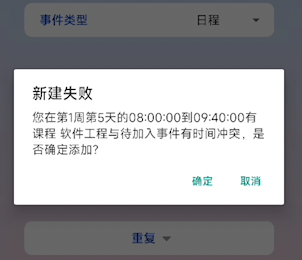 事件类型 日程
新建失败
您在第1周第5天的08:00:00到09:40:00有
课程 软件工程与待加入事件有时间冲突，是
否确定添加？
确定 取消
重复